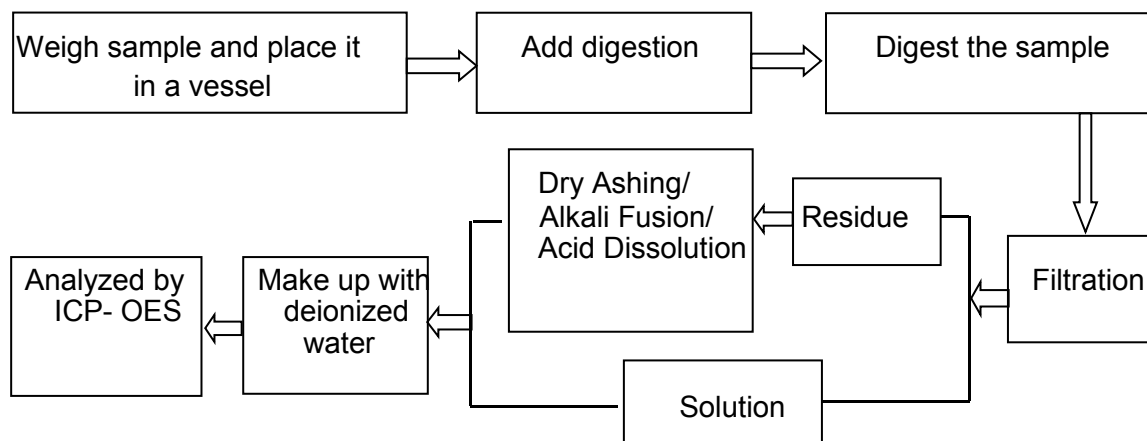 Weigh sample and place it
in a vessel
Add digestion
Digest the sample
Filtration
Residue
Dry Ashing/
Alkali Fusion/
Acid Dissolution
Solution
Make up with
deionized
water
Analyzed by
ICP- OES